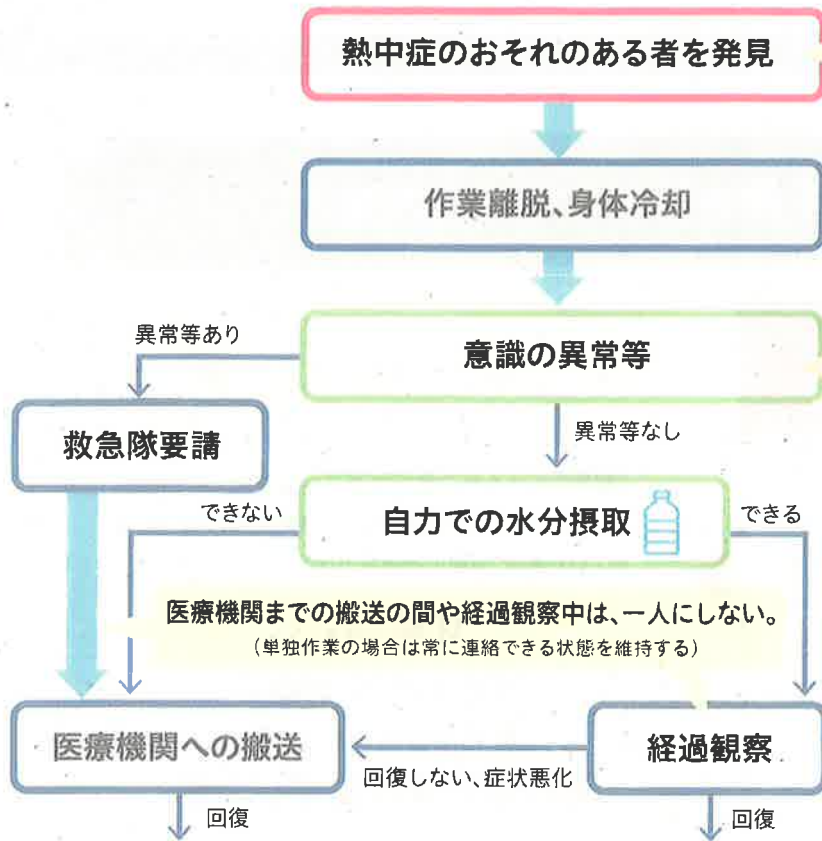 熱中症のおそれのある者を発見
作業離脱、身体冷却
意識の異常等
異常等あり
異常等なし
救急隊要請
自力での水分摂取
できない
できる
医療機関までの搬送の間や経過観察中は、一人にしない。
(単独作業の場合は常に連絡できる状態を維持する)
医療機関への搬送
経過観察
回復しない、症状悪化
回復
回復